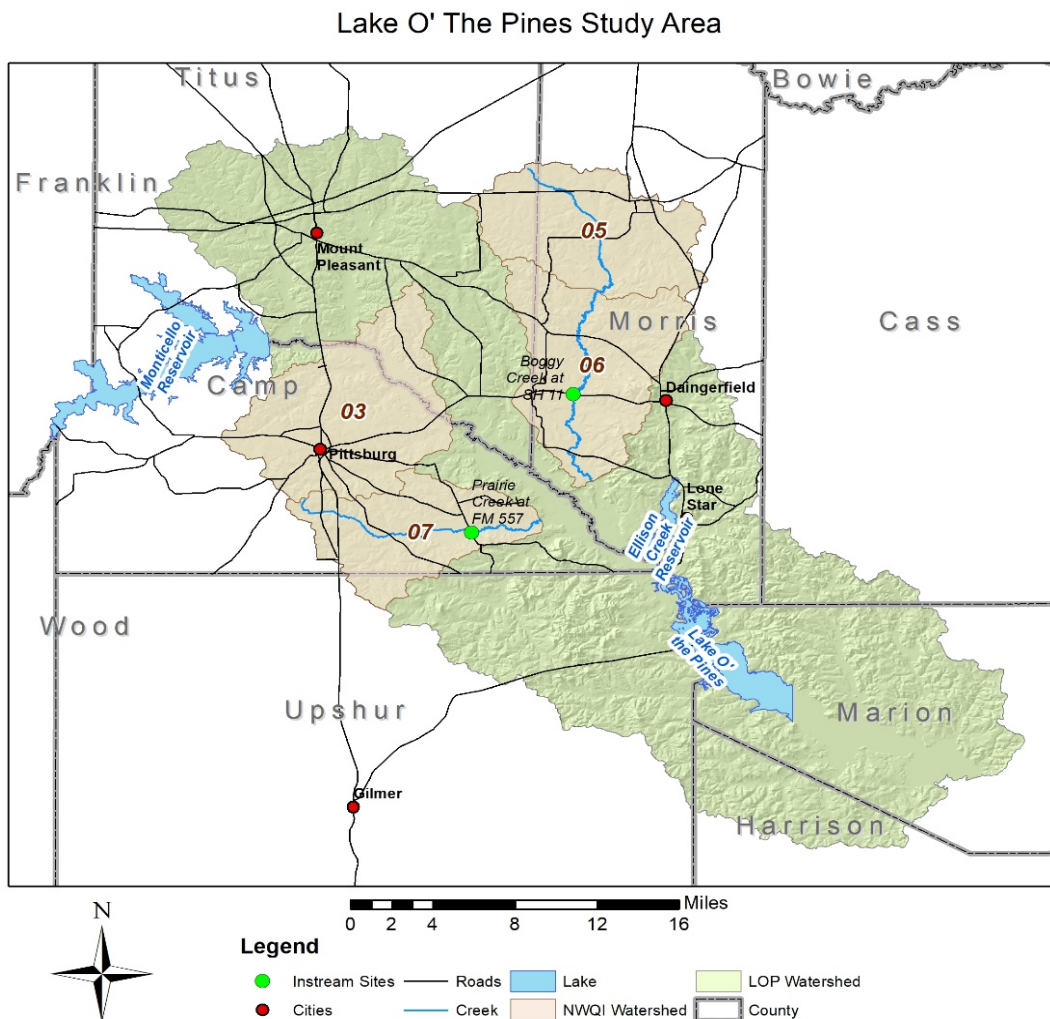 Lake O' The Pines Study Area
Titus
Bowie
Franklin
05
Mount
Pleasant
Monticello
Reservoir
Morris
Cass
Camp
Boggy
Creek at
SH 11
06
Daingerfield
03
Pittsburg
Prairie
Creek at
FM 557
07
Lone
Star
Ellison
Creek
Reservoir
Wood
Lake O'
the Pines
Upshur
Marion
Gilmer
Harrison
N
Miles
0 2 4 8 12 16
Legend
Instream Sites
Roads
Lake
LOP Watershed
Cities
Creek
NWQI Watershed
County